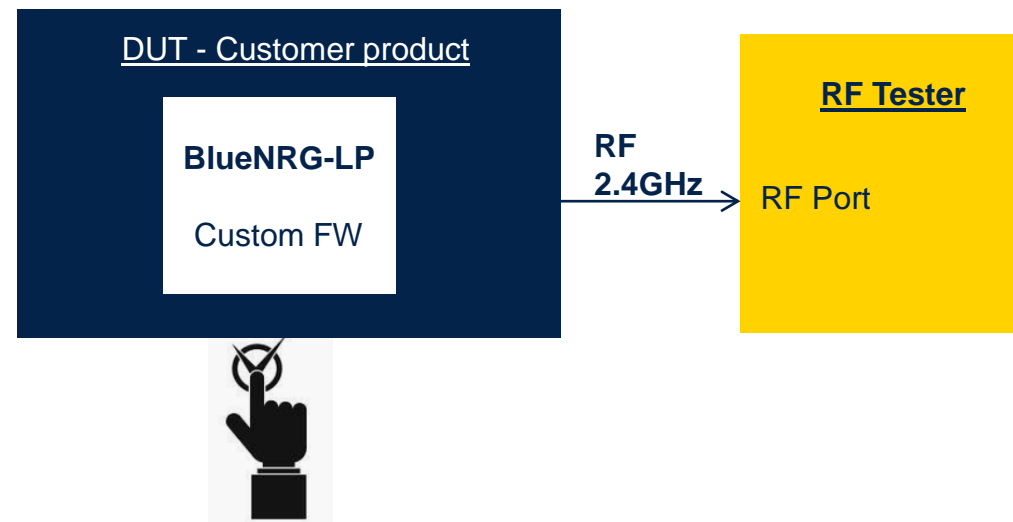 DUT - Customer product
BlueNRG-LP
Custom FW
RF
2.4GHz
RF Tester
RF Port